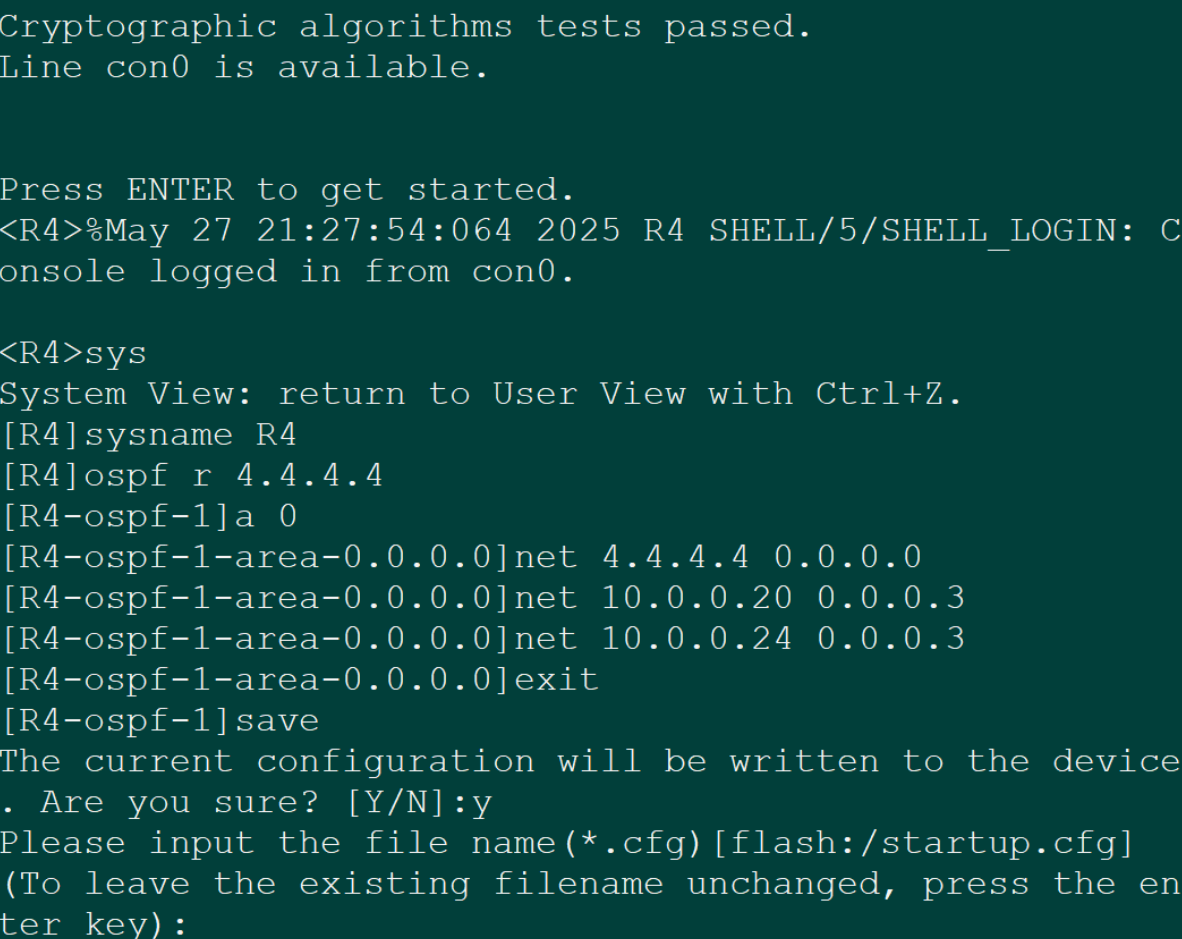 Cryptographic algorithms tests passed.
Line con0 is available.
Press ENTER to get started.
<R4>%May 27 21:27:54:064 2025 R4 SHELL/5/SHELL_LOGIN: C
onsole logged in from con0.
<R4>sys
System View: return to User View with Ctrl+Z.
[R4]sysname R4
[R4]ospf r 4.4.4.4
[R4-ospf-1]a 0
[R4-ospf-1-area-0.0.0.0]net 4.4.4.4 0.0.0.0
[R4-ospf-1-area-0.0.0.0]net 10.0.0.20 0.0.0.3
[R4-ospf-1-area-0.0.0.0]net 10.0.0.24 0.0.0.3
[R4-ospf-1-area-0.0.0.0]exit
[R4-ospf-1]save
The current configuration will be written to the device
. Are you sure? [Y/N]:y
Please input the file name(*.cfg)[flash:/startup.cfg]
(To leave the existing filename unchanged, press the en
ter key):